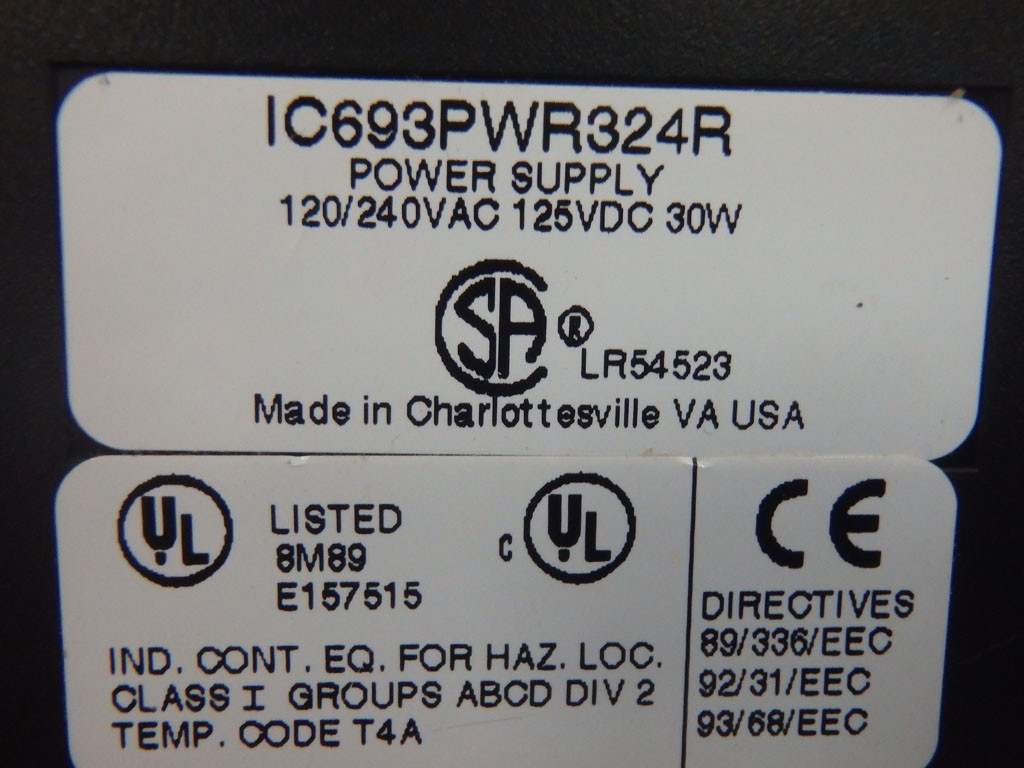 IC693PWR324R
POWER SUPPLY
120/240VAC 125VDC 30W
SA ®
LR54523
Made in Charlottesville VA USA
UL
LISTED
8M89
E157515
C UL
IND. CONT. EQ. FOR HAZ. LOC.
CLASS I GROUPS ABCD DIV 2
TEMP. CODE T4A
CE
DIRECTIVES
89/336/EEC
92/31/EEC
93/68/EEC